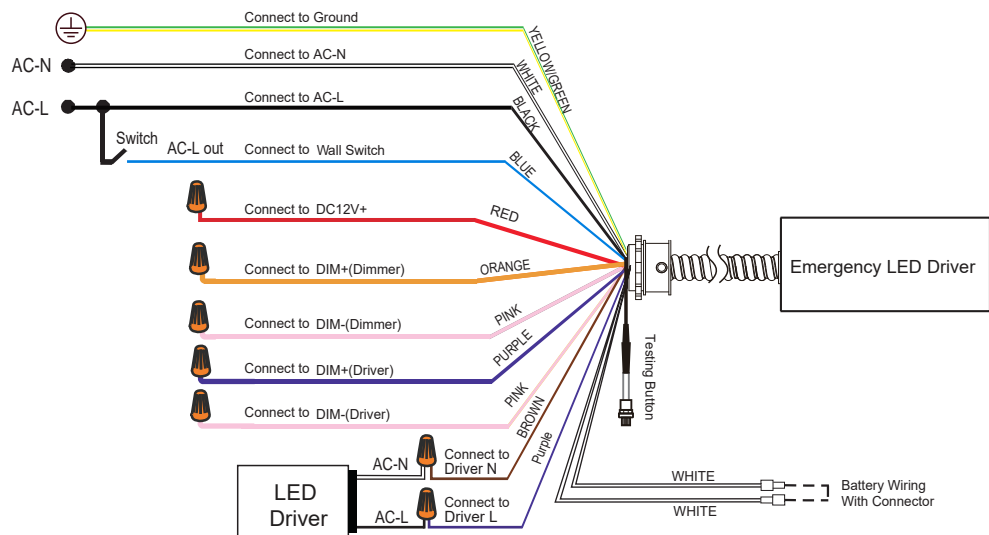 Connect to Ground
YELLOW/GREEN
AC-N
Connect to AC-N
WHITE
AC-L
Connect to AC-L
BLACK
Switch
AC-L out
Connect to Wall Switch
BLUE
Connect to DC12V+
RED
Connect to DIM+(Dimmer)
ORANGE
Emergency LED Driver
Connect to DIM-(Dimmer)
PINK
Connect to DIM+(Driver)
PURPLE
Testing Button
Connect to DIM-(Driver)
PINK
BROWN
Purple
AC-N
Connect to
Driver N
LED
Driver
AC-L
Connect to
Driver L
WHITE
WHITE
Battery Wiring
With Connector